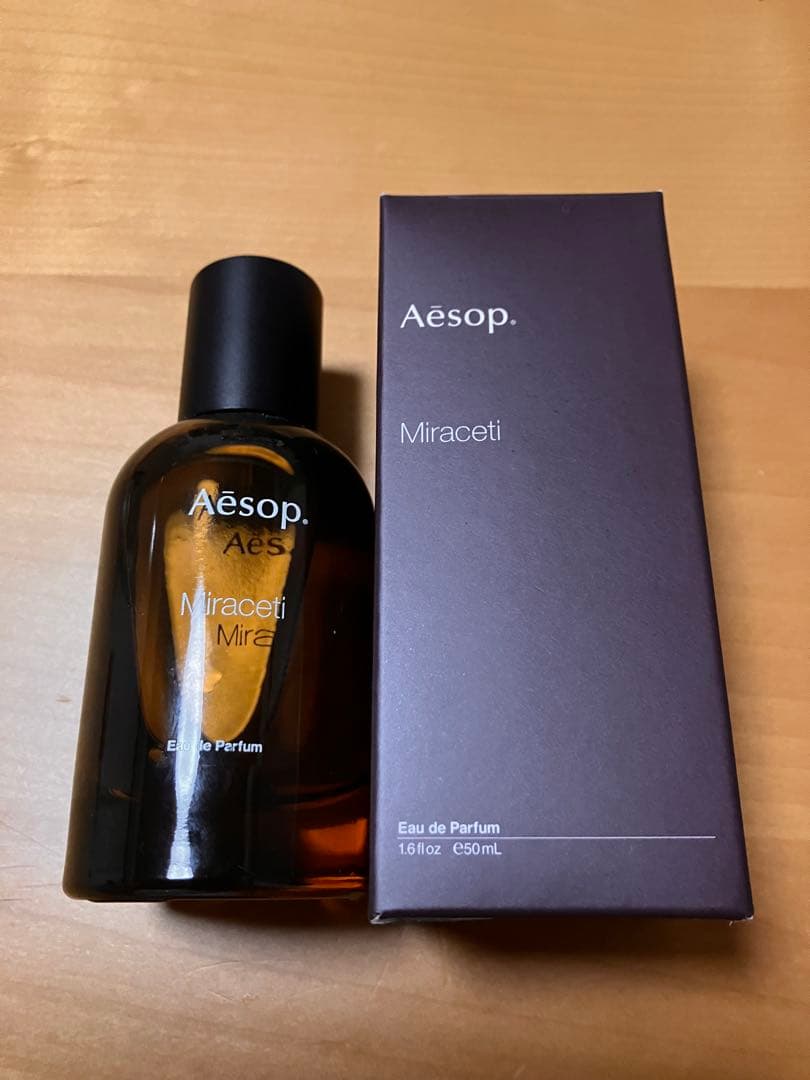 Aēsop.
Aēs
Miraceti
Mira
Eau de Parfum
Aēsop.
Miraceti
Eau de Parfum
1.6 fl oz ℮50 mL